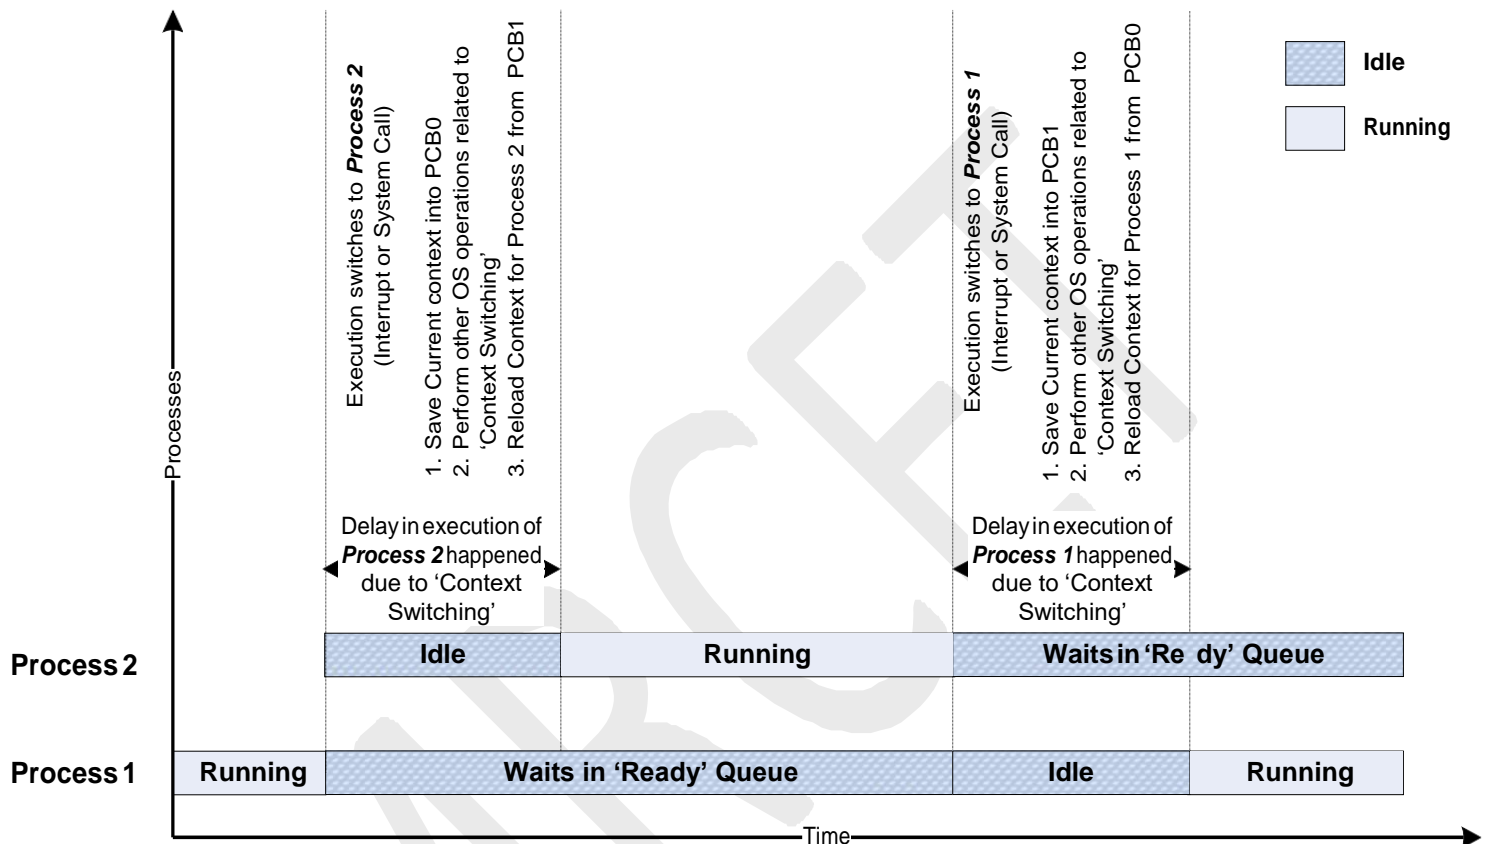 Processes
Execution switches to Process 2
(Interrupt or System Call)
1. Save Current context into PCB0
2. Perform other OS operations related to
‘Context Switching’
3. Reload Context for Process 2 from PCB1
Execution switches to Process 1
(Interrupt or System Call)
1. Save Current context into PCB1
2. Perform other OS operations related to
‘Context Switching’
3. Reload Context for Process 1 from PCB0
Idle
Running
Delay in execution of
Process 2 happened
due to ‘Context
Switching’
Delay in execution of
Process 1 happened
due to ‘Context
Switching’
Process 2
Idle
Running
Waits in ‘Re dy’ Queue
Process 1
Running
Waits in ‘Ready’ Queue
Idle
Running
Time
MRCET